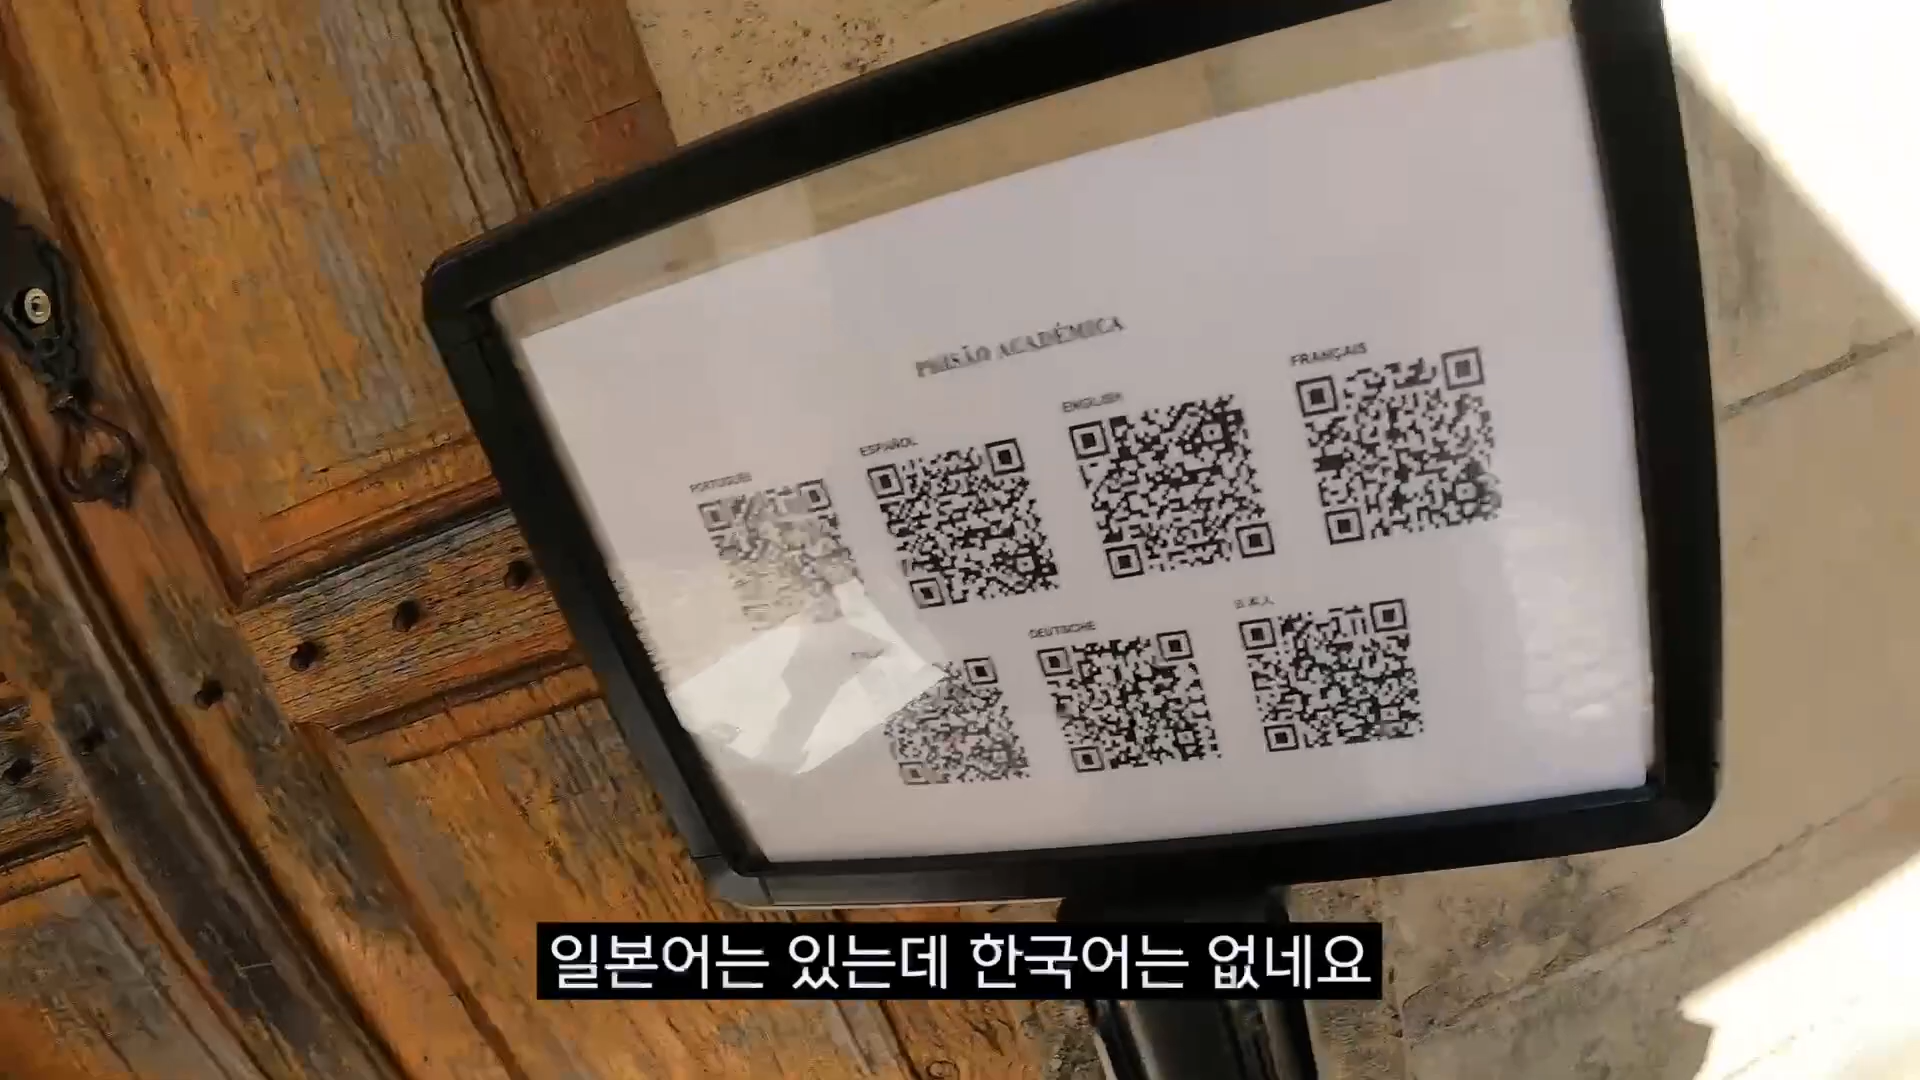 PRISÃO ACADÉMICA
PORTUGUÊS
ESPAÑOL
ENGLISH
FRANÇAIS
DEUTSCHE
日本人
일본어는 있는데 한국어는 없네요